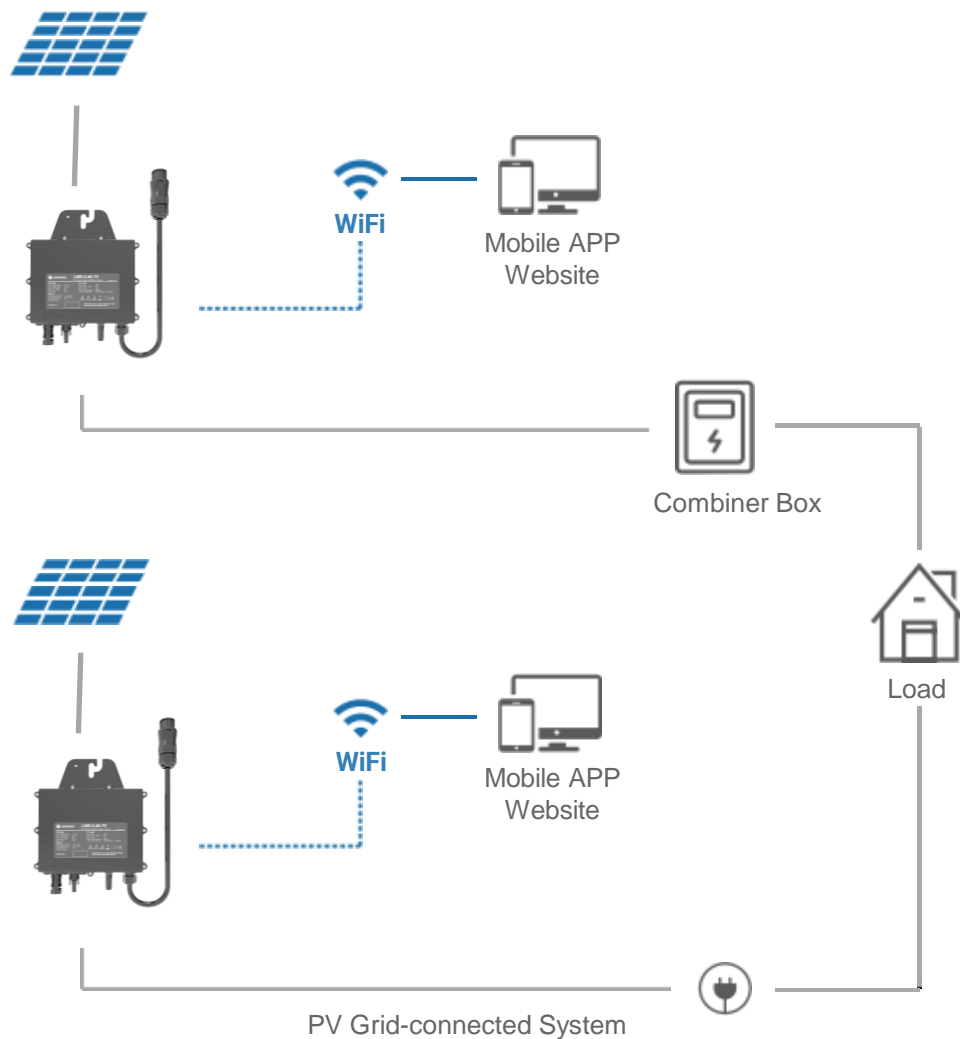 WiFi
Mobile APP
Website
Combiner Box
Load
WiFi
Mobile APP
Website
PV Grid-connected System